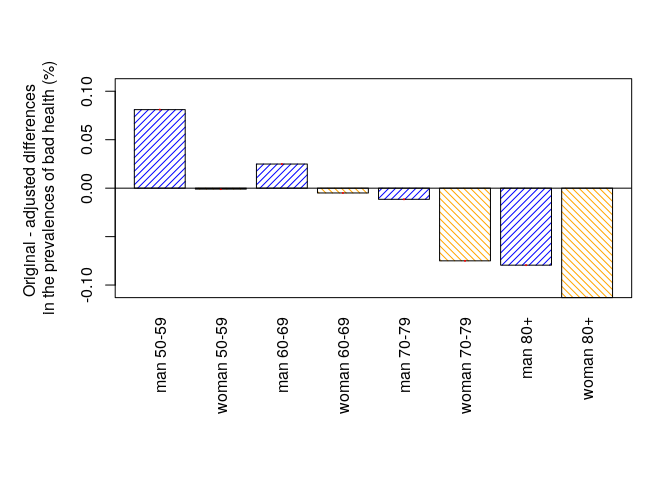 Original - adjusted differences
In the prevalences of bad health (%)
0.10
0.05
0.00
-0.10
man 50-59
woman 50-59
man 60-69
woman 60-69
man 70-79
woman 70-79
man 80+
woman 80+